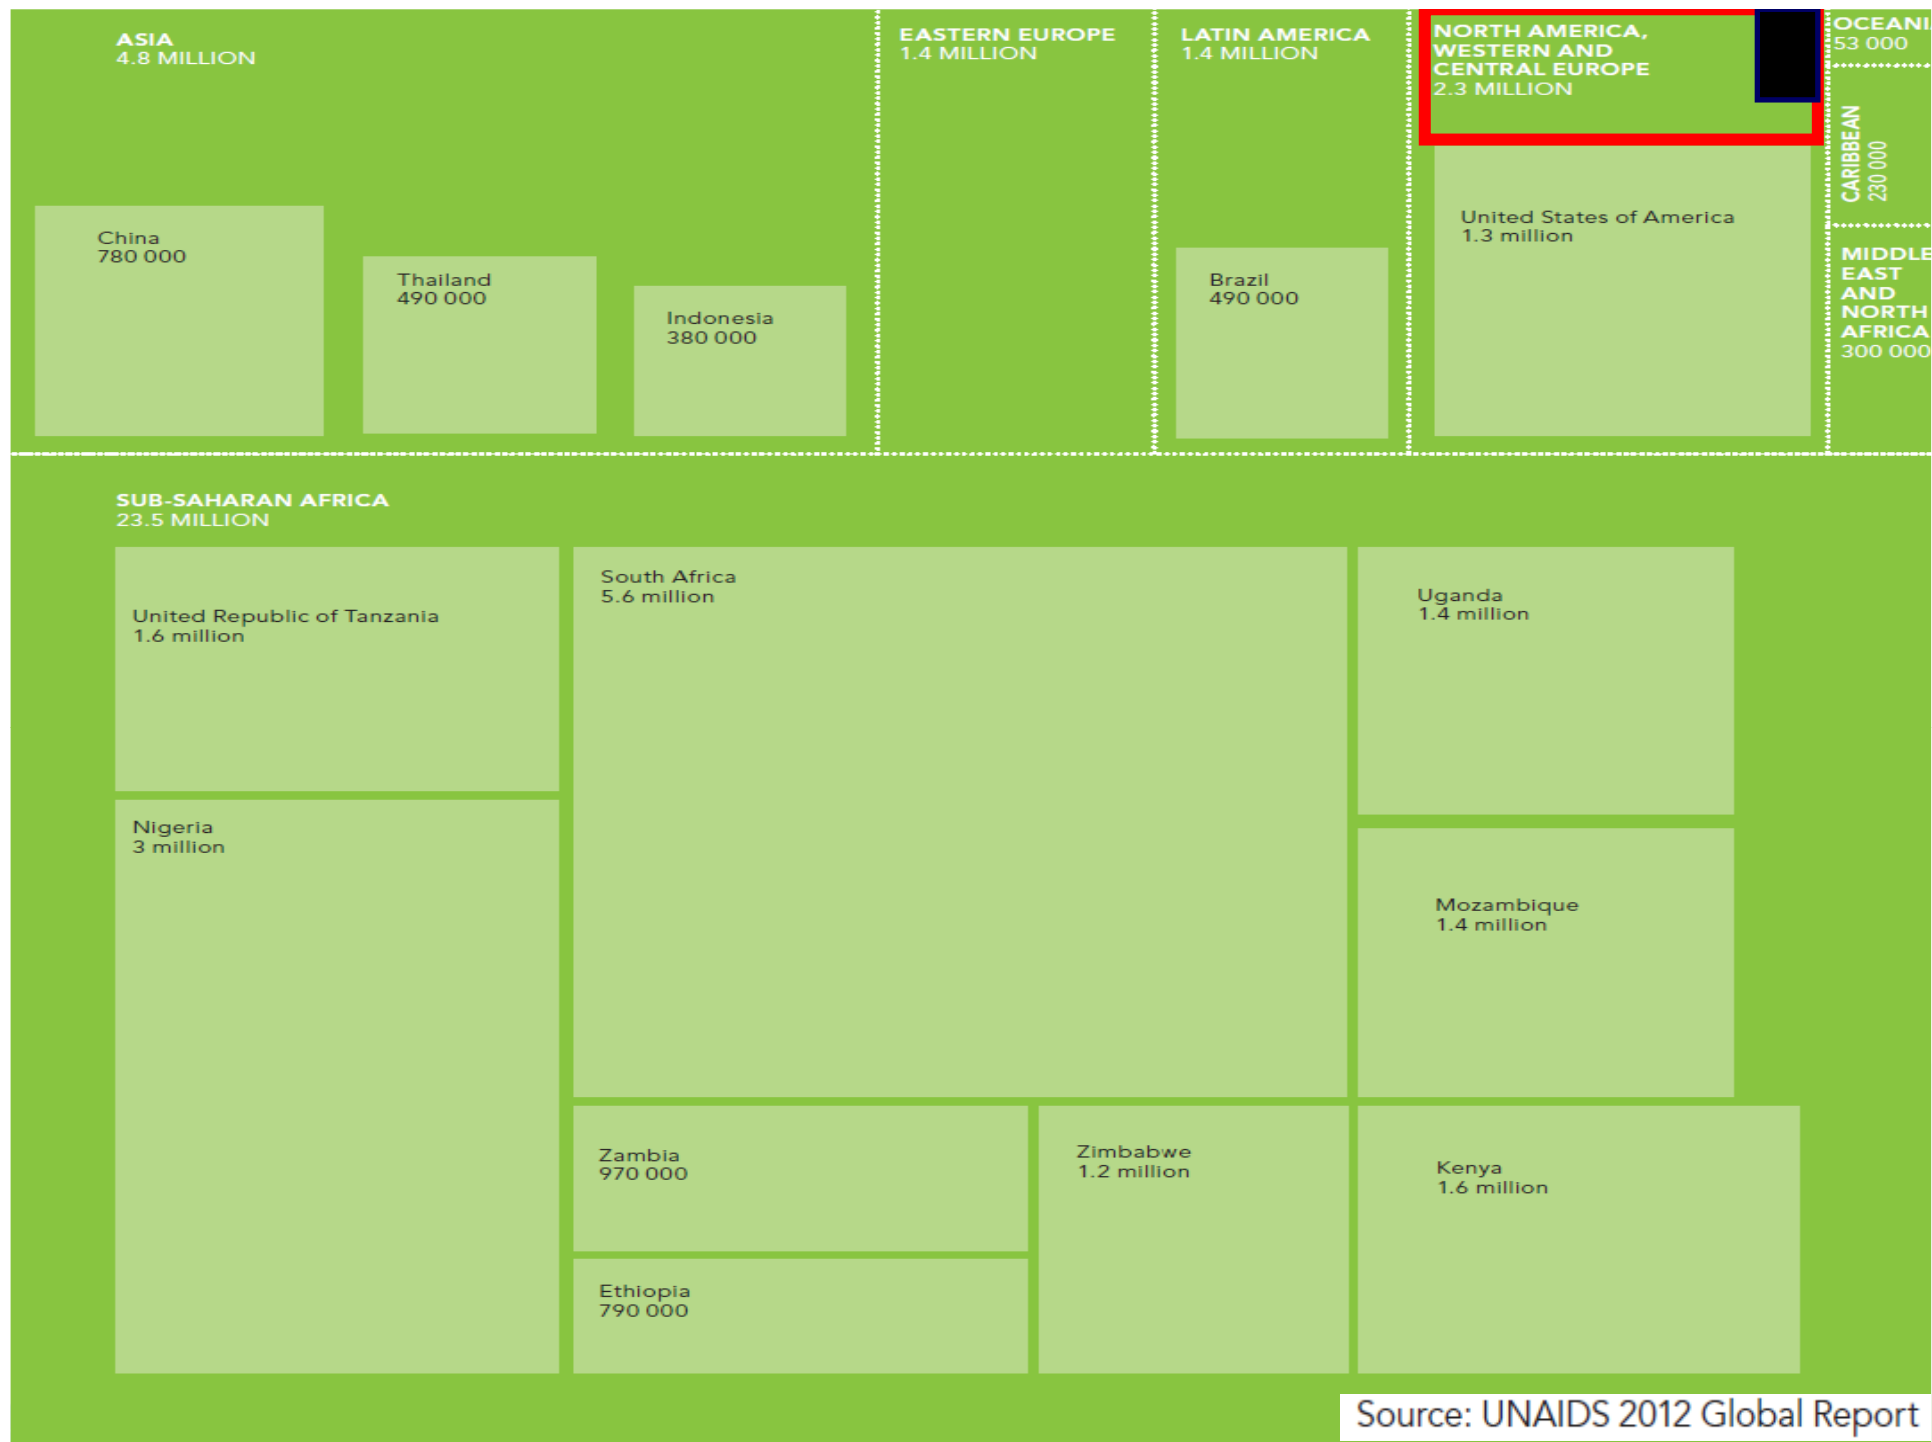 ASIA
4.8 MILLION
EASTERN EUROPE
1.4 MILLION
LATIN AMERICA
1.4 MILLION
NORTH AMERICA,
WESTERN AND
CENTRAL EUROPE
2.3 MILLION
OCEANI
53 000
CARIBBEAN
230 000
MIDDLE
EAST
AND
NORTH
AFRICA
300 000
China
780 000
Thailand
490 000
Indonesia
380 000
Brazil
490 000
United States of America
1.3 million
SUB-SAHARAN AFRICA
23.5 MILLION
United Republic of Tanzania
1.6 million
South Africa
5.6 million
Uganda
1.4 million
Nigeria
3 million
Mozambique
1.4 million
Zambia
970 000
Zimbabwe
1.2 million
Kenya
1.6 million
Ethiopia
790 000
Source: UNAIDS 2012 Global Report